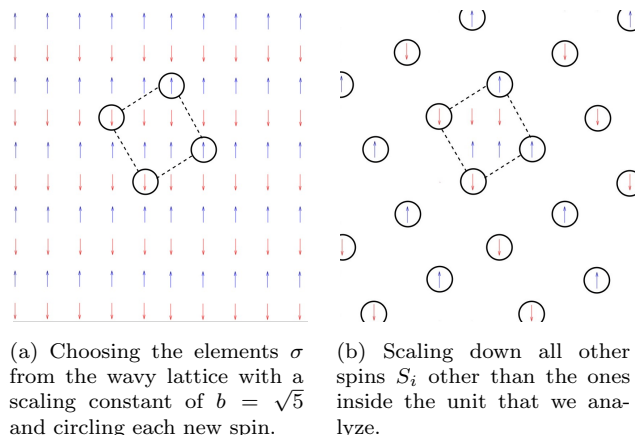 (a) Choosing the elements σ
from the wavy lattice with a
scaling constant of b = √5
and circling each new spin.
(b) Scaling down all other
spins Sᵢ other than the ones
inside the unit that we ana-
lyze.